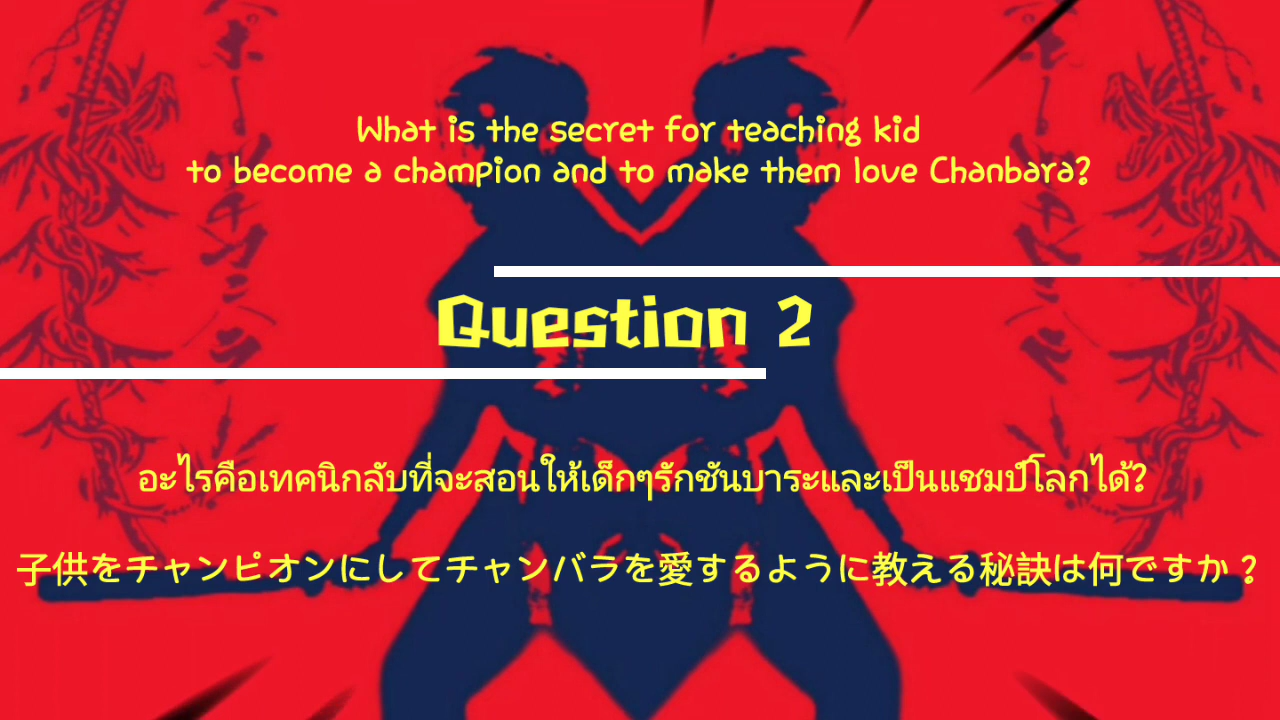 What is the secret for teaching kid
to become a champion and to make them love Chanbara?
Question 2
อะไรคือเทคนิกลับที่จะสอนให้เด็กๆรักชันบาระและเป็นแชมป์โลกได้?
子供をチャンピオンにしてチャンバラを愛するように教える秘訣は何ですか？